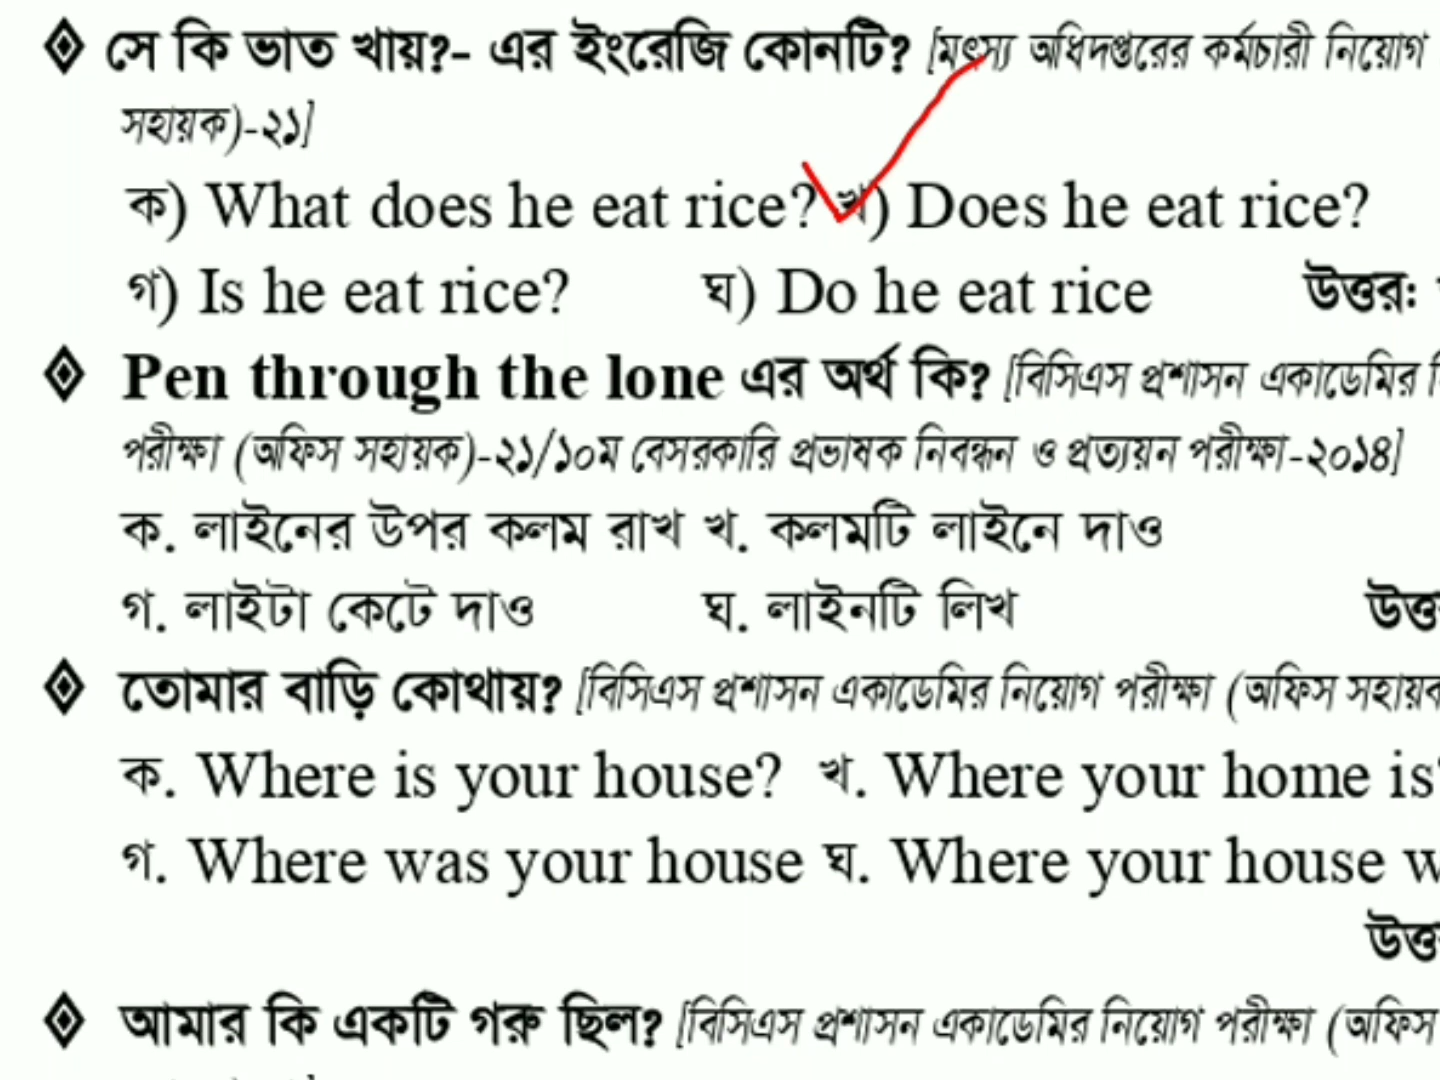 সে কি ভাত খায়?- এর ইংরেজি কোনটি? [মৎস্য অধিদপ্তরের কর্মচারী নিয়োগ
সহায়ক)-২১]
ক) What does he eat rice? খ) Does he eat rice?
গ) Is he eat rice? ঘ) Do he eat rice উত্তর:
Pen through the lone এর অর্থ কি? [বিসিএস প্রশাসন একাডেমির
পরীক্ষা (অফিস সহায়ক)-২১/১০ম বেসরকারি প্রভাষক নিবন্ধন ও প্রত্যয়ন পরীক্ষা-২০১৪]
ক. লাইনের উপর কলম রাখ খ. কলমটি লাইনে দাও
গ. লাইটা কেটে দাও ঘ. লাইনটি লিখ
তোমার বাড়ি কোথায়? [বিসিএস প্রশাসন একাডেমির নিয়োগ পরীক্ষা (অফিস সহায়ক
ক. Where is your house? খ. Where your home is?
গ. Where was your house ঘ. Where your house
আমার কি একটি গরু ছিল? [বিসিএস প্রশাসন একাডেমির নিয়োগ পরীক্ষা (অফিস